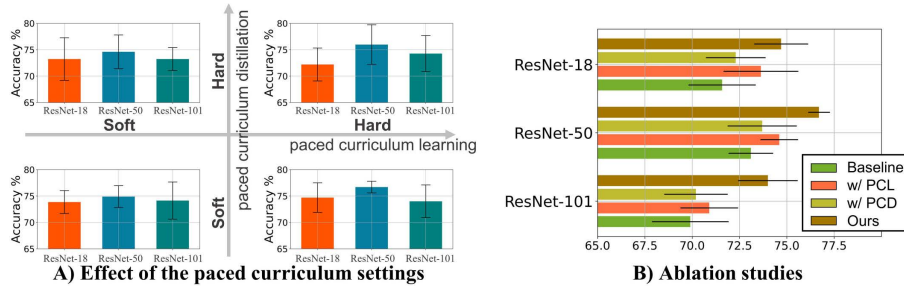 80
75
70
65
Accuracy %
ResNet-18 ResNet-50 ResNet-101
Soft
Hard
paced curriculum distillation
80
75
70
65
Accuracy %
ResNet-18 ResNet-50 ResNet-101
Hard
paced curriculum learning
80
75
70
65
Accuracy %
ResNet-18 ResNet-50 ResNet-101
Soft
80
75
70
65
Accuracy %
ResNet-18 ResNet-50 ResNet-101
A) Effect of the paced curriculum settings
ResNet-18
ResNet-50
ResNet-101
Baseline
w/ PCL
w/ PCD
Ours
65.0 67.5 70.0 72.5 75.0 77.5
B) Ablation studies